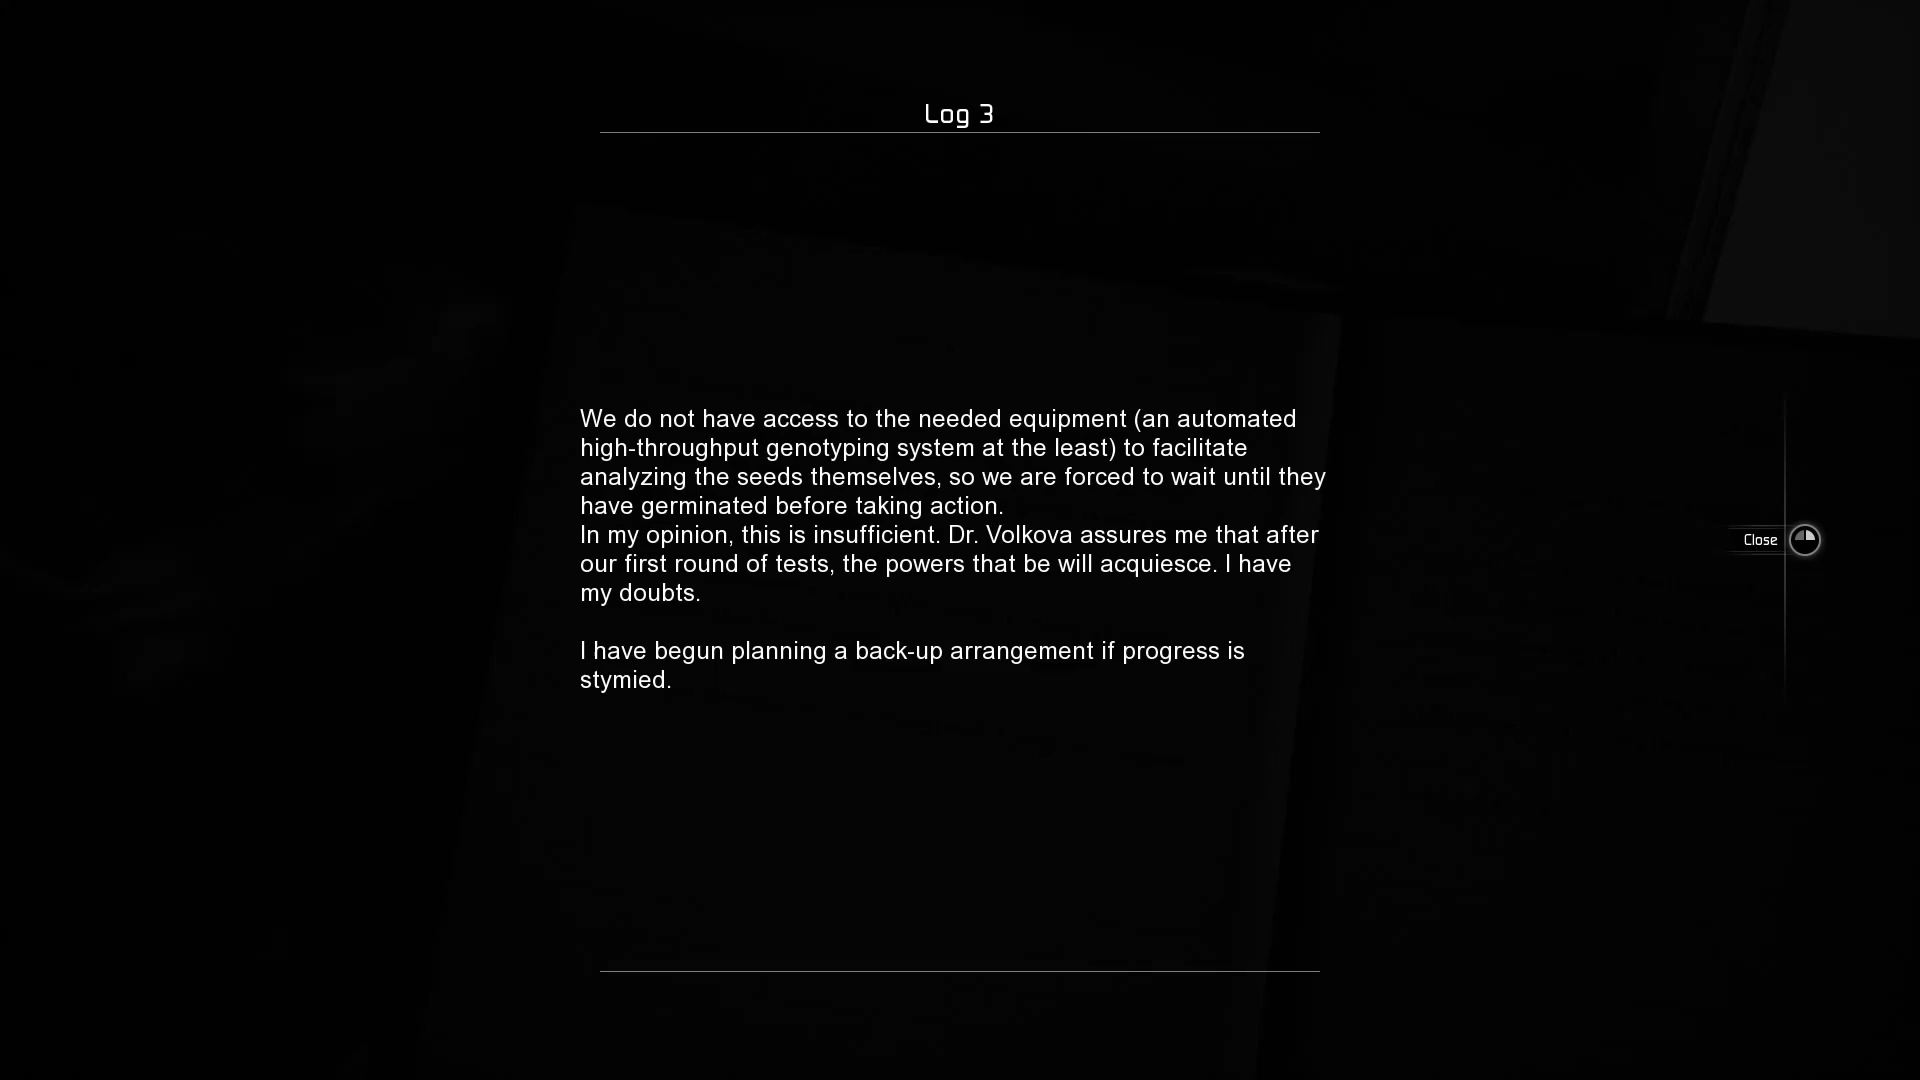 Log 3
We do not have access to the needed equipment (an automated
high-throughput genotyping system at the least) to facilitate
analyzing the seeds themselves, so we are forced to wait until they
have germinated before taking action.
In my opinion, this is insufficient. Dr. Volkova assures me that after
our first round of tests, the powers that be will acquiesce. I have
my doubts.
I have begun planning a back-up arrangement if progress is
stymied.
Close